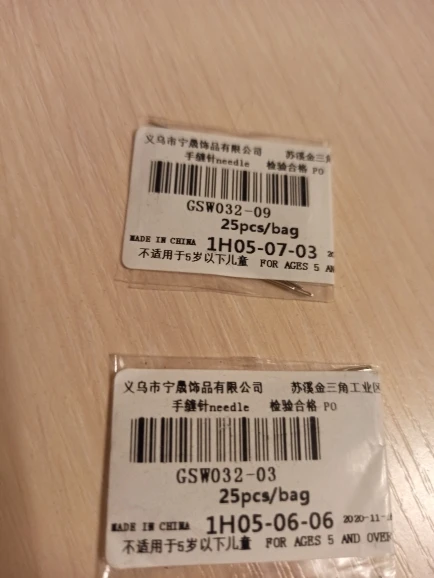 义乌市宁晟饰品有限公司 苏溪金三角
手缝针needle 检验合格 PO
GSW032-09
25pcs/bag
MADE IN CHINA 1H05-07-03
不适用于5岁以下儿童 FOR AGES 5
义乌市宁晟饰品有限公司 苏溪金三角工业区
手缝针needle 检验合格 PO
GSW032-03
25pcs/bag
MADE IN CHINA 1H05-06-06 2020-11-
不适用于5岁以下儿童 FOR AGES 5 AND OVER